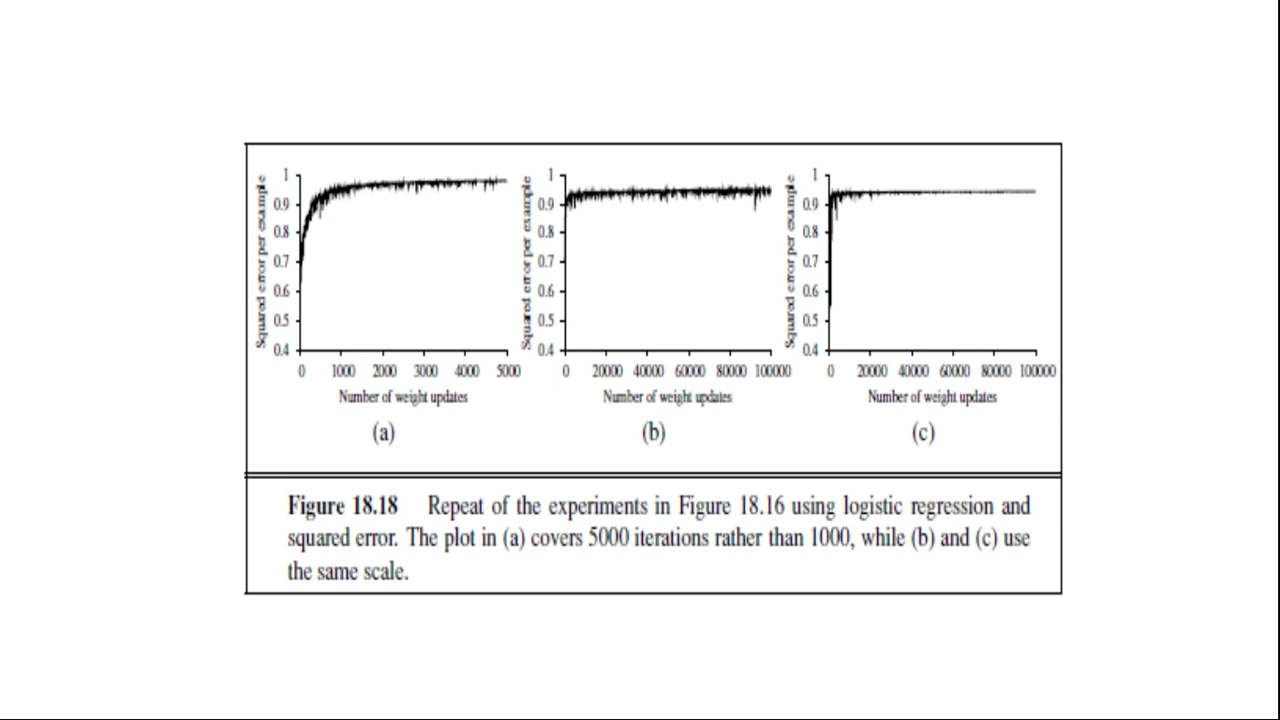 Squared error per example
1
0.9
0.8
0.7
0.6
0.5
0.4
0 1000 2000 3000 4000 5000
Number of weight updates
(a)
Squared error per example
1
0.9
0.8
0.7
0.6
0.5
0.4
0 20000 40000 60000 80000 100000
Number of weight updates
(b)
Squared error per example
1
0.9
0.8
0.7
0.6
0.5
0.4
0 20000 40000 60000 80000 100000
Number of weight updates
(c)
Figure 18.18 Repeat of the experiments in Figure 18.16 using logistic regression and
squared error. The plot in (a) covers 5000 iterations rather than 1000, while (b) and (c) use
the same scale.